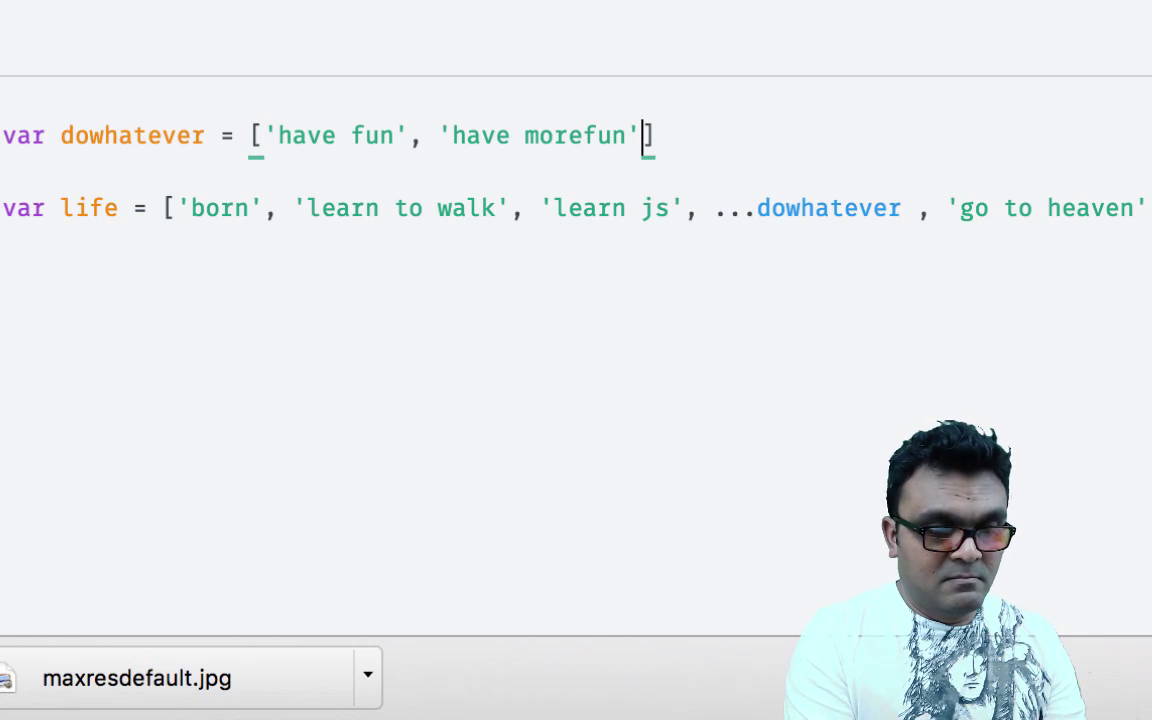 var dowhatever = ['have fun', 'have morefun']
var life = ['born', 'learn to walk', 'learn js', ...dowhatever , 'go to heaven'
maxresdefault.jpg